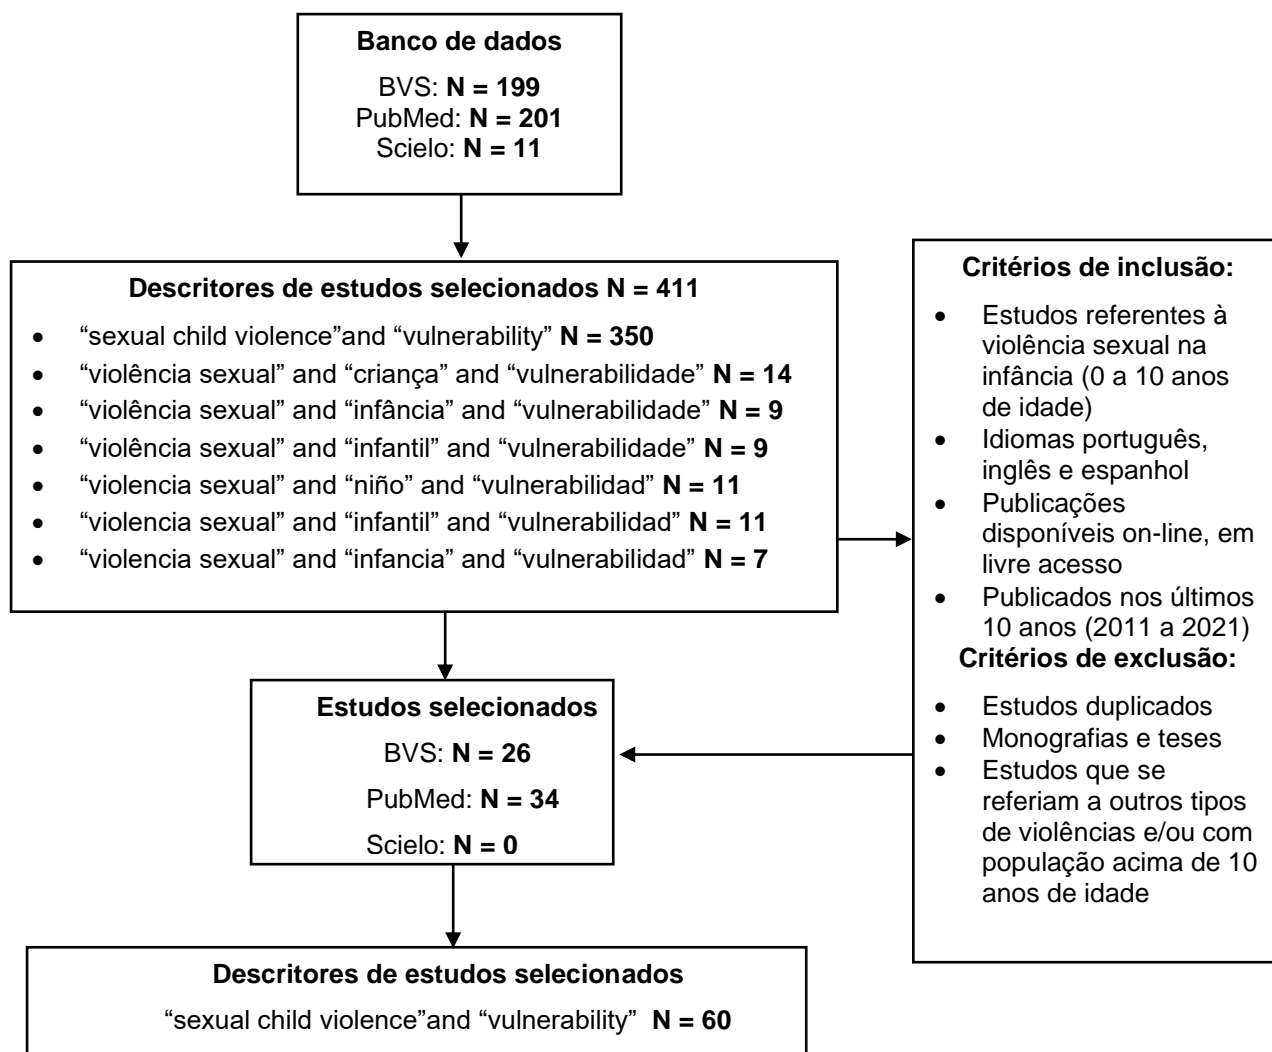 Banco de dados
BVS: N = 199
PubMed: N = 201
Scielo: N = 11
Descritores de estudos selecionados N = 411
• “sexual child violence”and “vulnerability” N = 350
• “violência sexual” and “criança” and “vulnerabilidade” N = 14
• “violência sexual” and “infância” and “vulnerabilidade” N = 9
• “violência sexual” and “infantil” and “vulnerabilidade” N = 9
• “violencia sexual” and “niño” and “vulnerabilidad” N = 11
• “violencia sexual” and “infantil” and “vulnerabilidad” N = 11
• “violencia sexual” and “infancia” and “vulnerabilidad” N = 7
Critérios de inclusão:
• Estudos referentes à
violência sexual na
infância (0 a 10 anos
de idade)
• Idiomas português,
inglês e espanhol
• Publicações
disponíveis on-line, em
livre acesso
• Publicados nos últimos
10 anos (2011 a 2021)
Critérios de exclusão:
• Estudos duplicados
• Monografias e teses
• Estudos que se
referiam a outros tipos
de violências e/ou com
população acima de 10
anos de idade
Estudos selecionados
BVS: N = 26
PubMed: N = 34
Scielo: N = 0
Descritores de estudos selecionados
“sexual child violence”and “vulnerability” N = 60